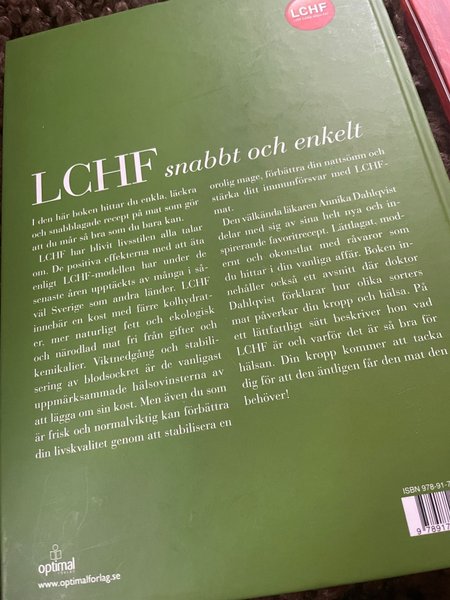 LCHF
LCHF snabbt och enkelt
I den här boken hittar du enkla, läckra
och snabblagade recept på mat som gör
att du mår så bra som du bara kan.
LCHF har blivit livsstilen alla talar
om. De positiva effekterna med att äta
enligt LCHF-modellen har under de
senaste åren upptäckts av många i så-
väl Sverige som andra länder. LCHF
innebär en kost med färre kolhydrat-
er, mer naturligt fett och ekologisk
och närodlad mat fri från gifter och
kemikalier. Viktnedgång och stabili-
sering av blodsockret är de vanligast
uppmärksammade hälsovinsterna av
att lägga om sin kost. Men även du som
är frisk och normalviktig kan förbättra
din livskvalitet genom att stabilisera en
orolig mage, förbättra din nattsömn och
stärka ditt immunförsvar med LCHF-
mat.
Den välkända läkaren Annika Dahlqvist
delar med sig av sina helt nya och in-
spirerande favoritrecept. Lättlagat, mod-
ernt och okonstlat med råvaror som
du hittar i din vanliga affär. Boken in-
nehåller också ett avsnitt där doktor
Dahlqvist förklarar hur olika sorters
mat påverkar din kropp och hälsa. På
ett lättfattligt sätt beskriver hon vad
LCHF är och varför det är så bra för
hälsan. Din kropp kommer att tacka
dig för att den äntligen får den mat den
behöver!
ISBN 978-91-7
9 78917
optimal
www.optimalforlag.se